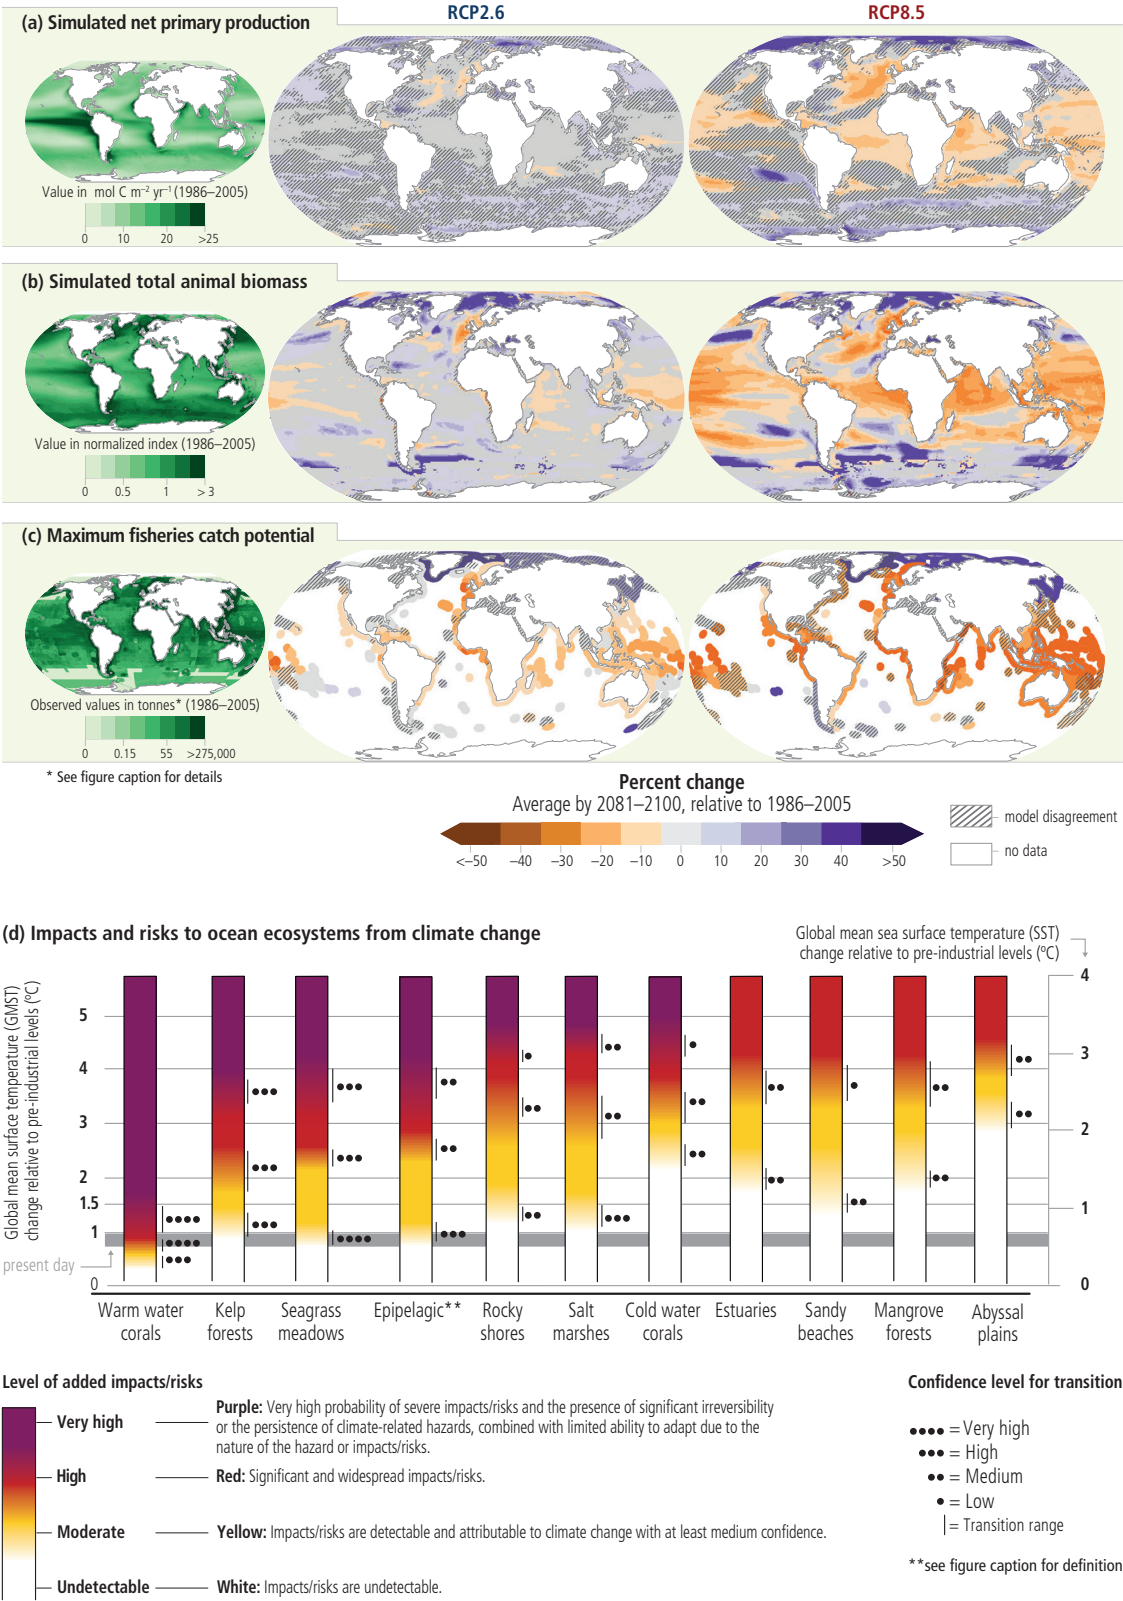 RCP2.6
RCP8.5
(a) Simulated net primary production
Value in mol C m⁻² yr⁻¹ (1986–2005)
0 10 20 >25
(b) Simulated total animal biomass
Value in normalized index (1986–2005)
0 0.5 1 > 3
(c) Maximum fisheries catch potential
Observed values in tonnes* (1986–2005)
0 0.15 55 >275,000
* See figure caption for details
Percent change
Average by 2081–2100, relative to 1986–2005
<–50 –40 –30 –20 –10 0 10 20 30 40 >50
model disagreement
no data
(d) Impacts and risks to ocean ecosystems from climate change
Global mean sea surface temperature (SST)
change relative to pre-industrial levels (ºC)
Global mean surface temperature (GMST)
change relative to pre-industrial levels (ºC)
5
4
3
2
1.5
1
0
present day
4
3
2
1
0
Warm water
corals
Kelp
forests
Seagrass
meadows
Epipelagic**
Rocky
shores
Salt
marshes
Cold water
corals
Estuaries
Sandy
beaches
Mangrove
forests
Abyssal
plains
Level of added impacts/risks
Very high
Purple: Very high probability of severe impacts/risks and the presence of significant irreversibility
or the persistence of climate-related hazards, combined with limited ability to adapt due to the
nature of the hazard or impacts/risks.
High
Red: Significant and widespread impacts/risks.
Moderate
Yellow: Impacts/risks are detectable and attributable to climate change with at least medium confidence.
Undetectable
White: Impacts/risks are undetectable.
Confidence level for transition
●●●● = Very high
●●● = High
●● = Medium
● = Low
| = Transition range
**see figure caption for definition